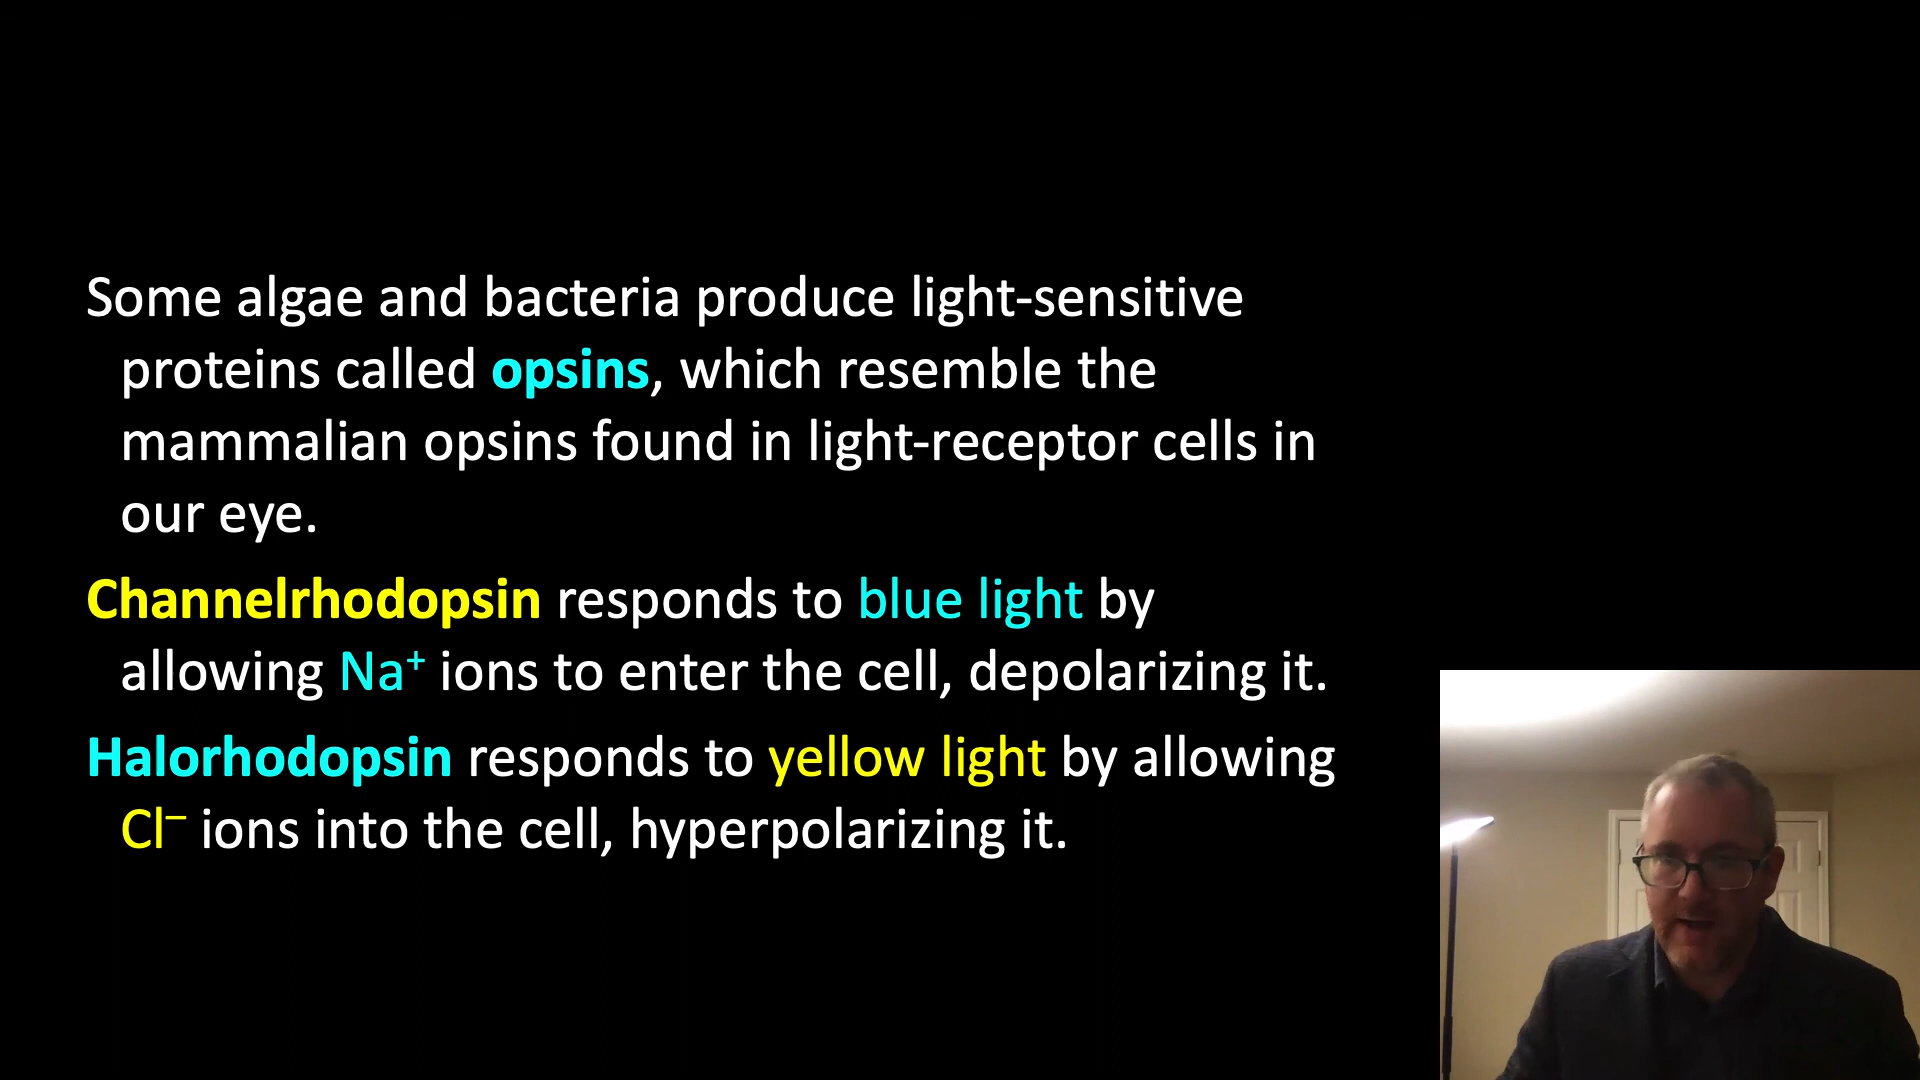 Some algae and bacteria produce light-sensitive
proteins called opsins, which resemble the
mammalian opsins found in light-receptor cells in
our eye.
Channelrhodopsin responds to blue light by
allowing Na⁺ ions to enter the cell, depolarizing it.
Halorhodopsin responds to yellow light by allowing
Cl⁻ ions into the cell, hyperpolarizing it.